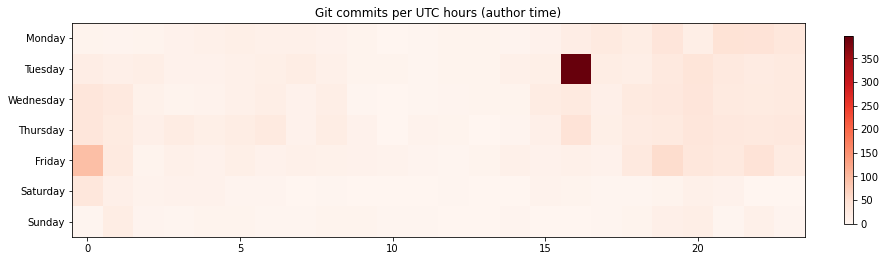 Git commits per UTC hours (author time)
Monday
Tuesday
Wednesday
Thursday
Friday
Saturday
Sunday
0 5 10 15 20
350
300
250
200
150
100
50
0